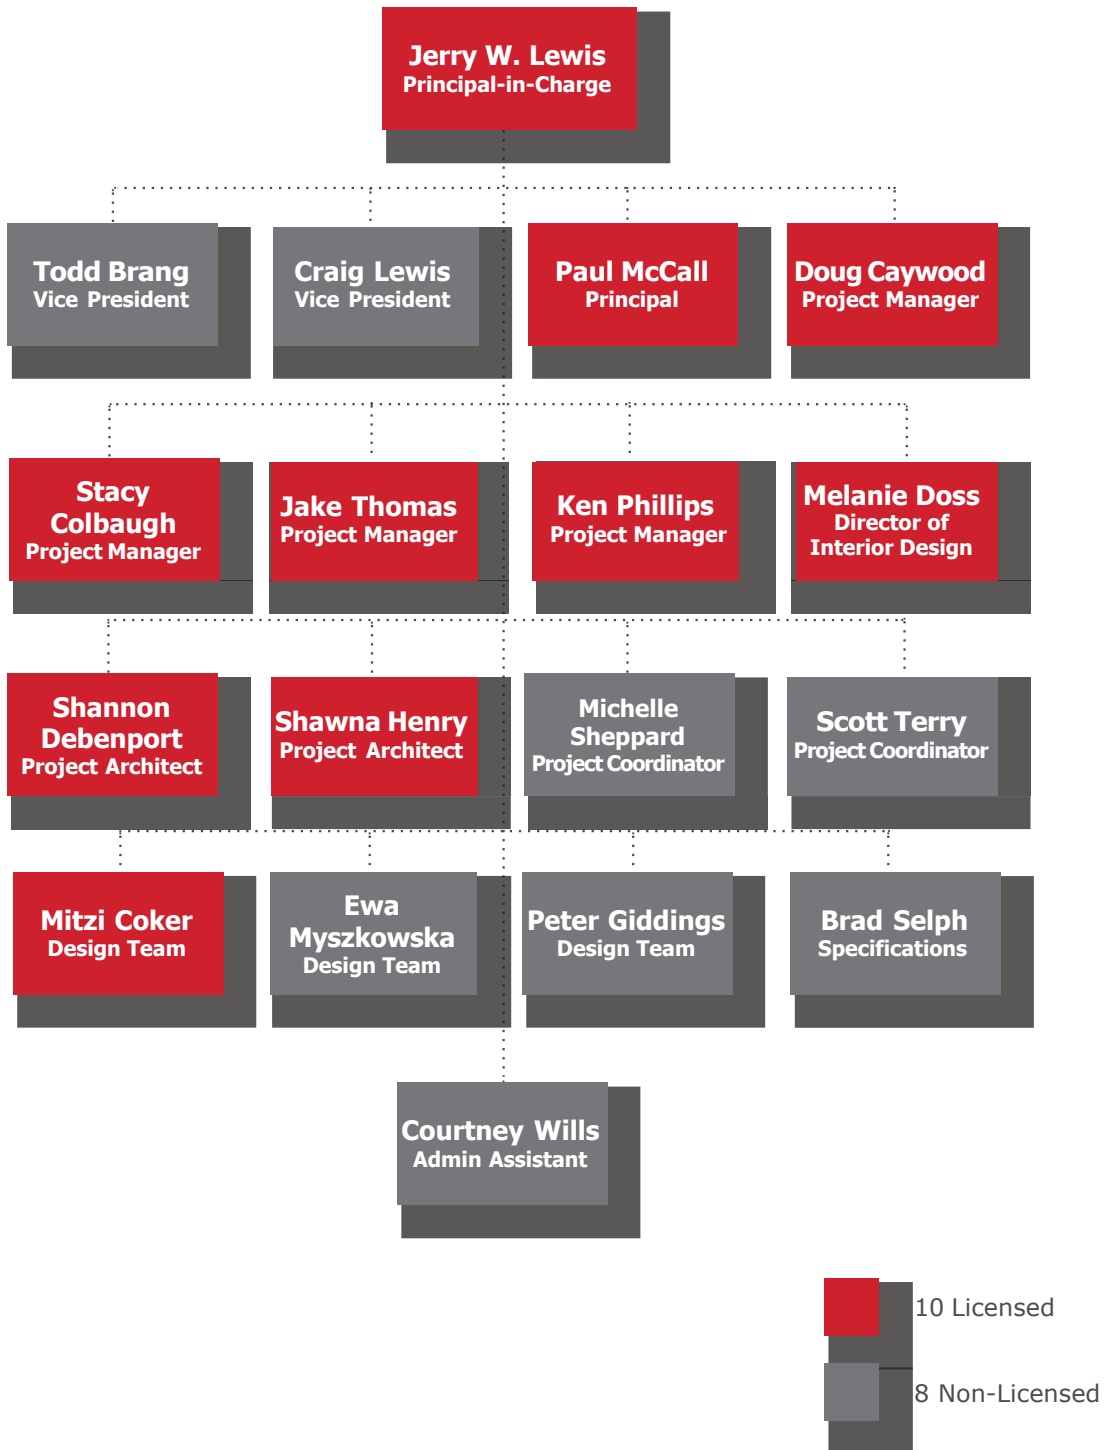 Jerry W. Lewis
Principal-in-Charge
Todd Brang
Vice President
Craig Lewis
Vice President
Paul McCall
Principal
Doug Caywood
Project Manager
Stacy
Colbaugh
Project Manager
Jake Thomas
Project Manager
Ken Phillips
Project Manager
Melanie Doss
Director of
Interior Design
Shannon
Debenport
Project Architect
Shawna Henry
Project Architect
Michelle
Sheppard
Project Coordinator
Scott Terry
Project Coordinator
Mitzi Coker
Design Team
Ewa
Myszkowska
Design Team
Peter Giddings
Design Team
Brad Selph
Specifications
Courtney Wills
Admin Assistant
10 Licensed
8 Non-Licensed